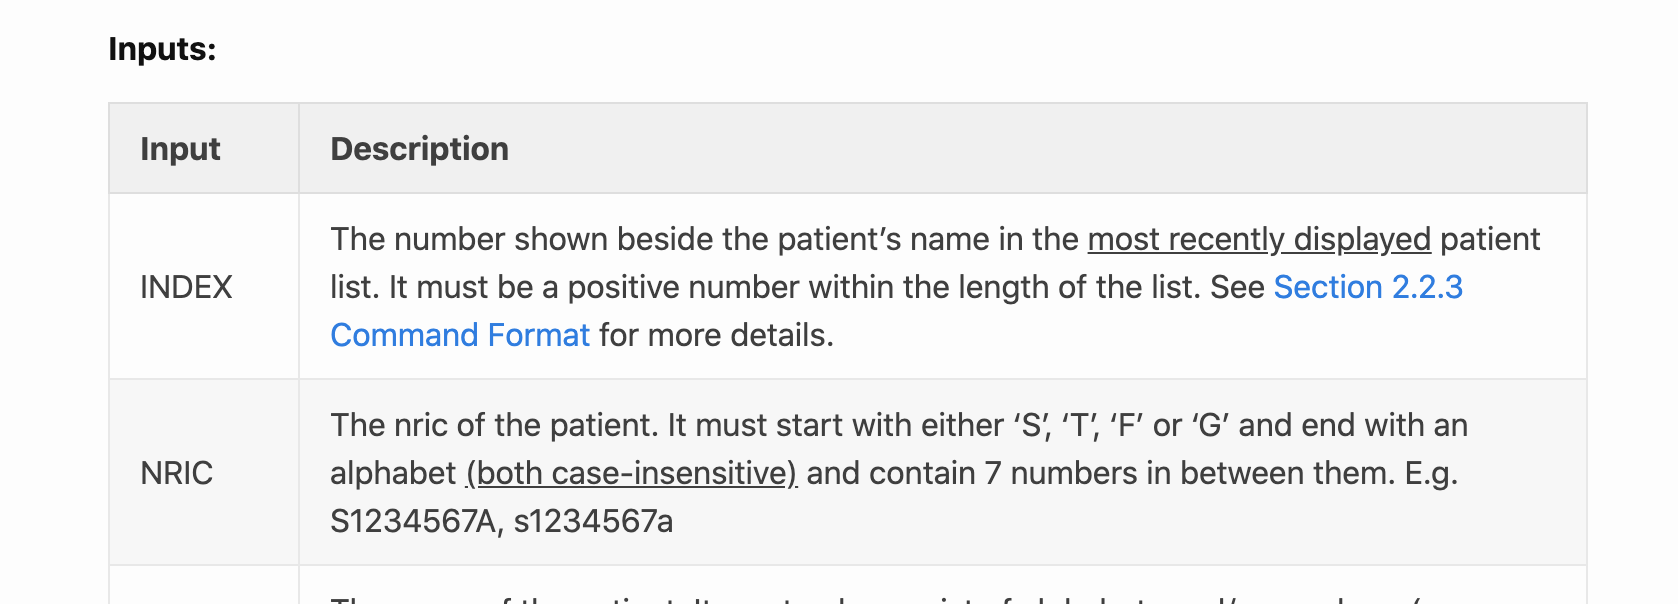 Inputs:
Input Description
The number shown beside the patient’s name in the most recently displayed patient
INDEX list. It must be a positive number within the length of the list. See Section 2.2.3
Command Format for more details.
The nric of the patient. It must start with either ‘S’, ‘T’, ‘F’ or ‘G’ and end with an
NRIC alphabet (both case-insensitive) and contain 7 numbers in between them. E.g.
S1234567A, s1234567a